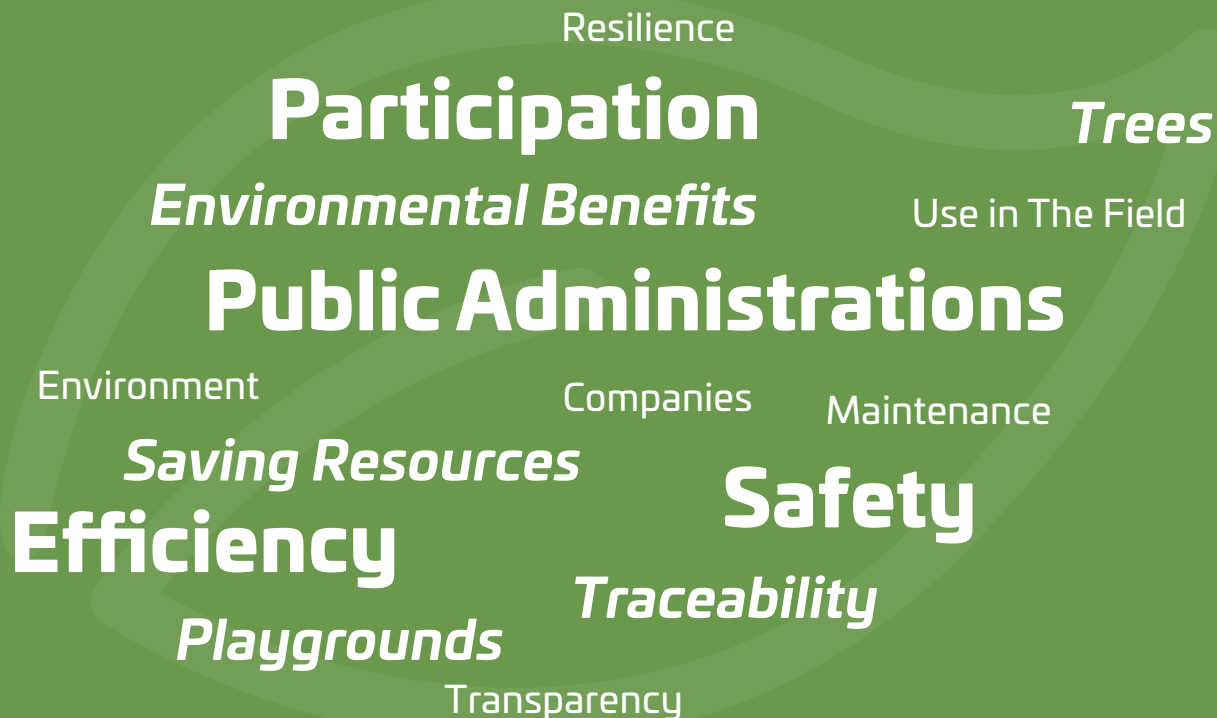 Resilience
Participation
Trees
Environmental Benefits
Use in The Field
Public Administrations
Environment
Companies
Maintenance
Saving Resources
Safety
Efficiency
Traceability
Playgrounds
Transparency